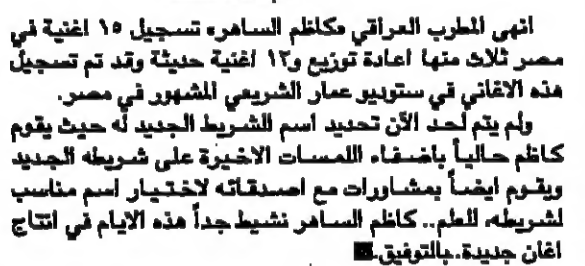 انهى المطرب العراقي «كاظم الساهر» تسجيل ١٥ اغنية في
مصر ثلاث منها اعادة توزيع و١٢ اغنية حديثة وقد تم تسجيل
هذه الاغاني في ستوديو عمار الشريعي المشهور في مصر.
ولم يتم لحد الآن تحديد اسم الشريط الجديد له حيث يقوم
كاظم حالياً باضفاء اللمسات الاخيرة على شريطه الجديد
ويقوم ايضاً بمشاورات مع اصدقائه لاختيار اسم مناسب
لشريطه. للعلم.. كاظم الساهر نشيط جداً هذه الايام في انتاج
اغان جديدة.بالتوفيق.